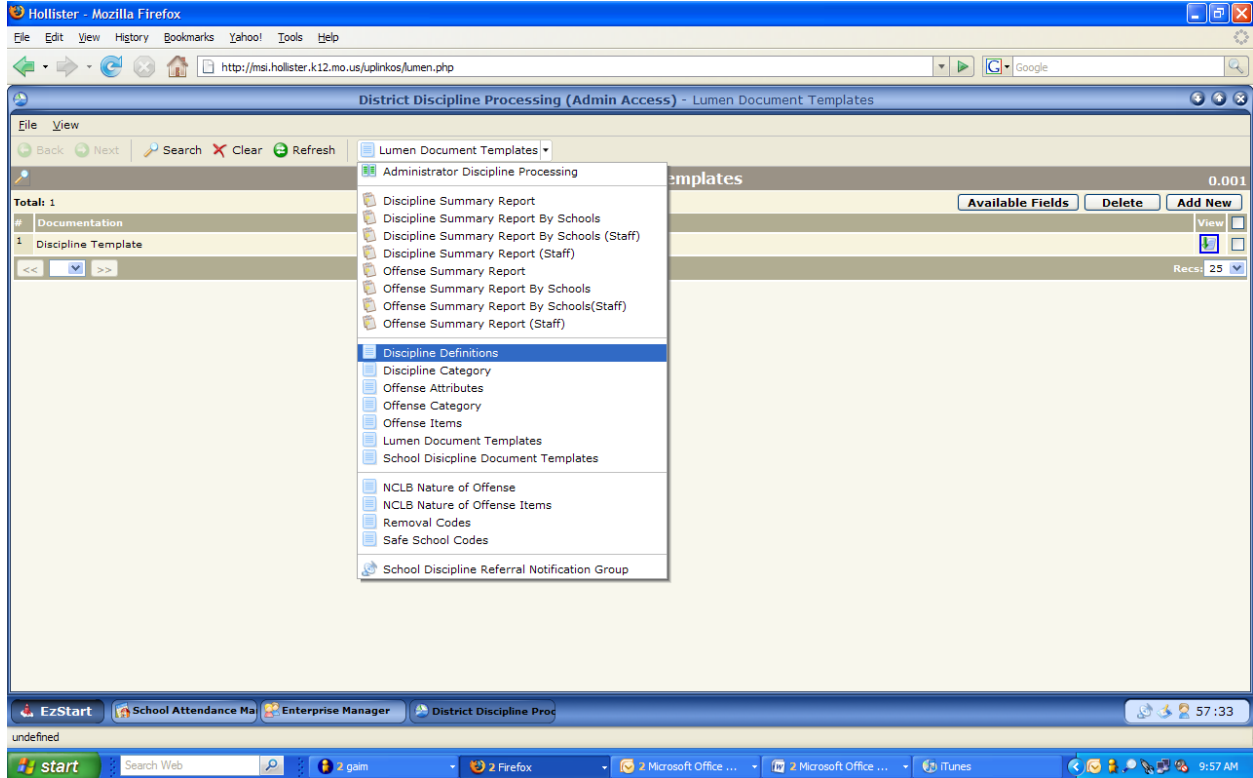 Hollister - Mozilla Firefox
File Edit View History Bookmarks Yahoo! Tools Help
http://msi.hollister.k12.mo.us/uplinkos/lumen.php G Google
District Discipline Processing (Admin Access) - Lumen Document Templates
File View
Back Next Search Clear Refresh Lumen Document Templates
Administrator Discipline Processing
emplates 0.001
Total: 1 Available Fields Delete Add New
# Documentation View
1 Discipline Template
<< >> Recs: 25
Discipline Summary Report
Discipline Summary Report By Schools
Discipline Summary Report By Schools (Staff)
Discipline Summary Report (Staff)
Offense Summary Report
Offense Summary Report By Schools
Offense Summary Report By Schools(Staff)
Offense Summary Report (Staff)
Discipline Definitions
Discipline Category
Offense Attributes
Offense Category
Offense Items
Lumen Document Templates
School Disicpline Document Templates
NCLB Nature of Offense
NCLB Nature of Offense Items
Removal Codes
Safe School Codes
School Discipline Referral Notification Group
EzStart School Attendance Ma Enterprise Manager District Discipline Proc 57:33
undefined
start Search Web 2 gaim 2 Firefox 2 Microsoft Office ... 2 Microsoft Office ... iTunes 9:57 AM